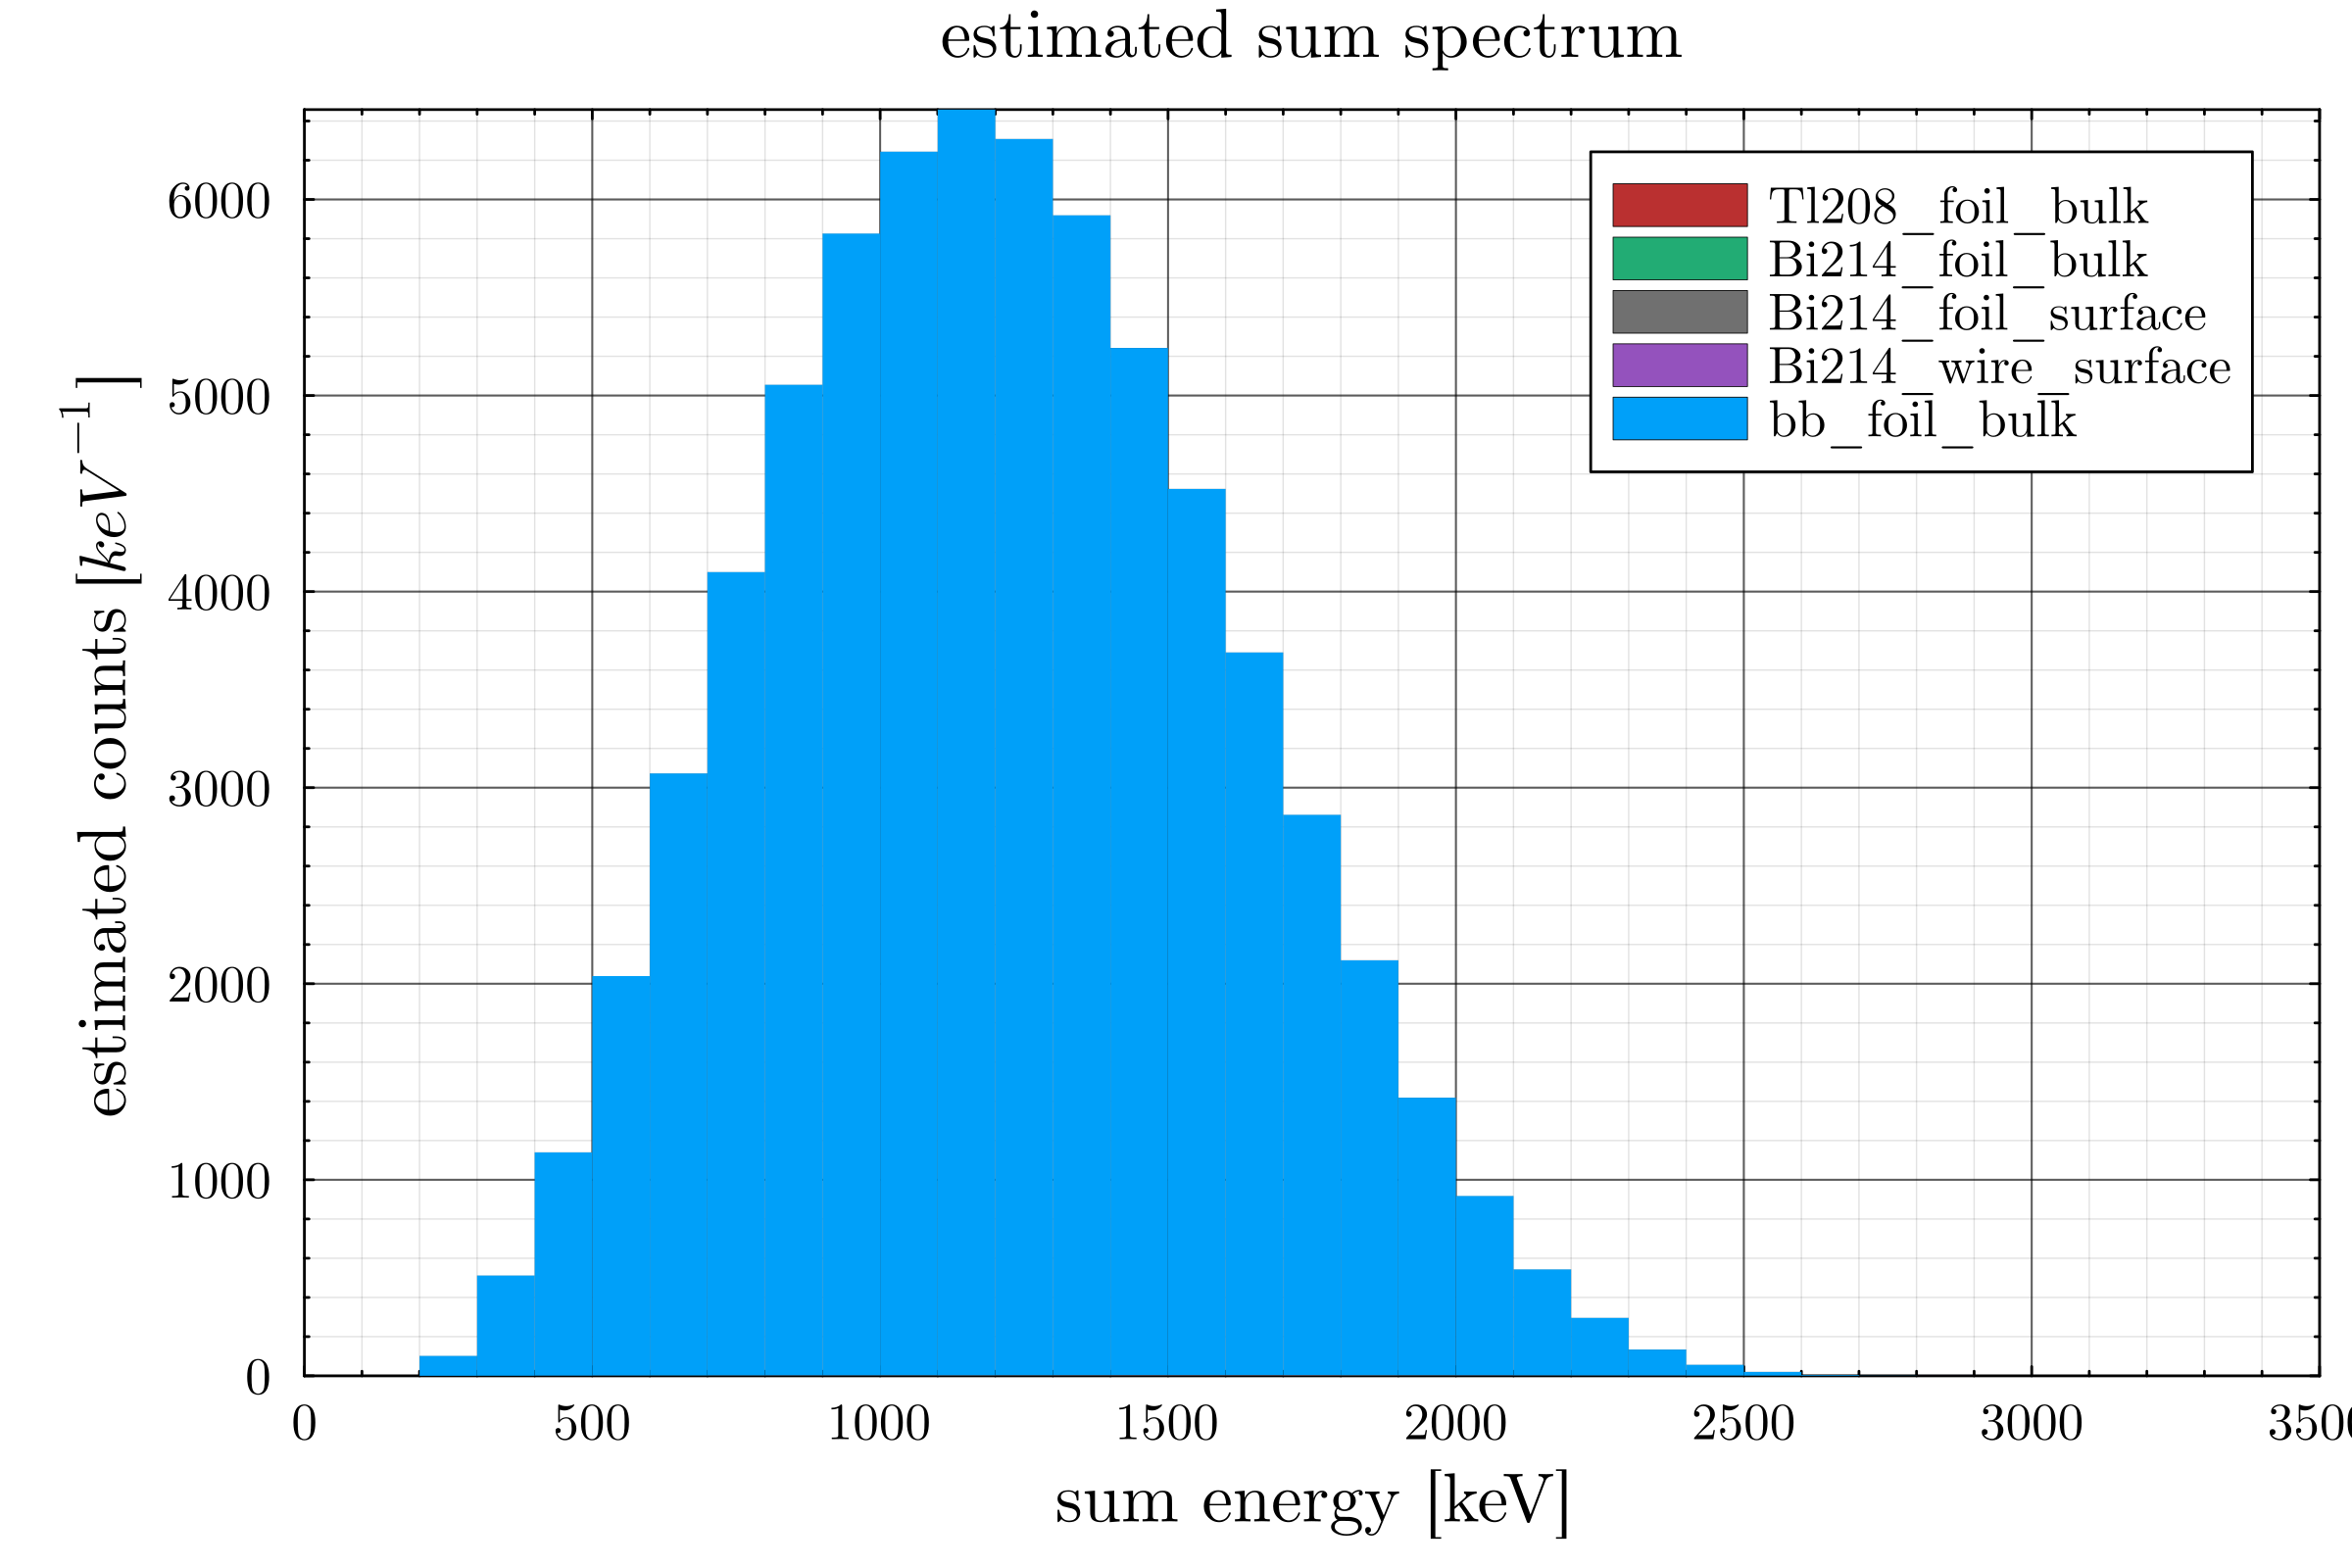 estimated sum spectrum
estimated counts [keV⁻¹]
6000
5000
4000
3000
2000
1000
0
Tl208_foil_bulk
Bi214_foil_bulk
Bi214_foil_surface
Bi214_wire_surface
bb_foil_bulk
0 500 1000 1500 2000 2500 3000 350
sum energy [keV]